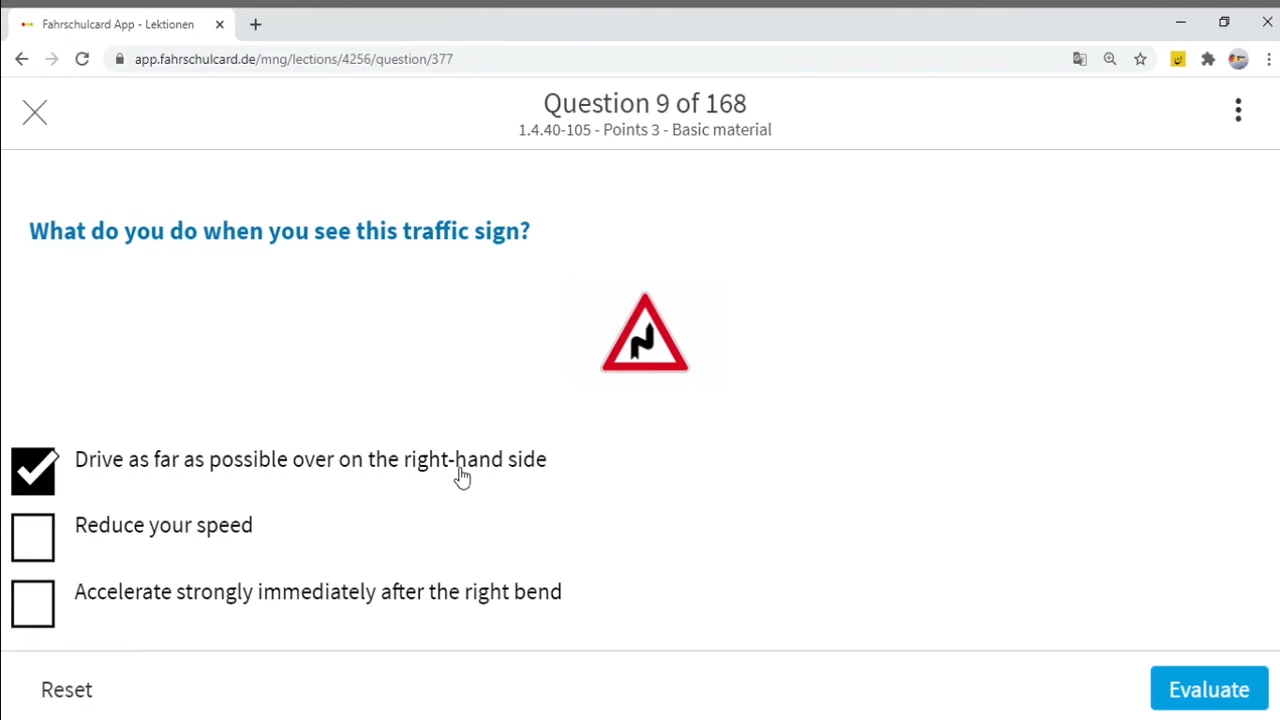 Fahrschulcard App - Lektionen
app.fahrschulcard.de/mng/lections/4256/question/377
Question 9 of 168
1.4.40-105 - Points 3 - Basic material
What do you do when you see this traffic sign?
Drive as far as possible over on the right-hand side
Reduce your speed
Accelerate strongly immediately after the right bend
Reset
Evaluate